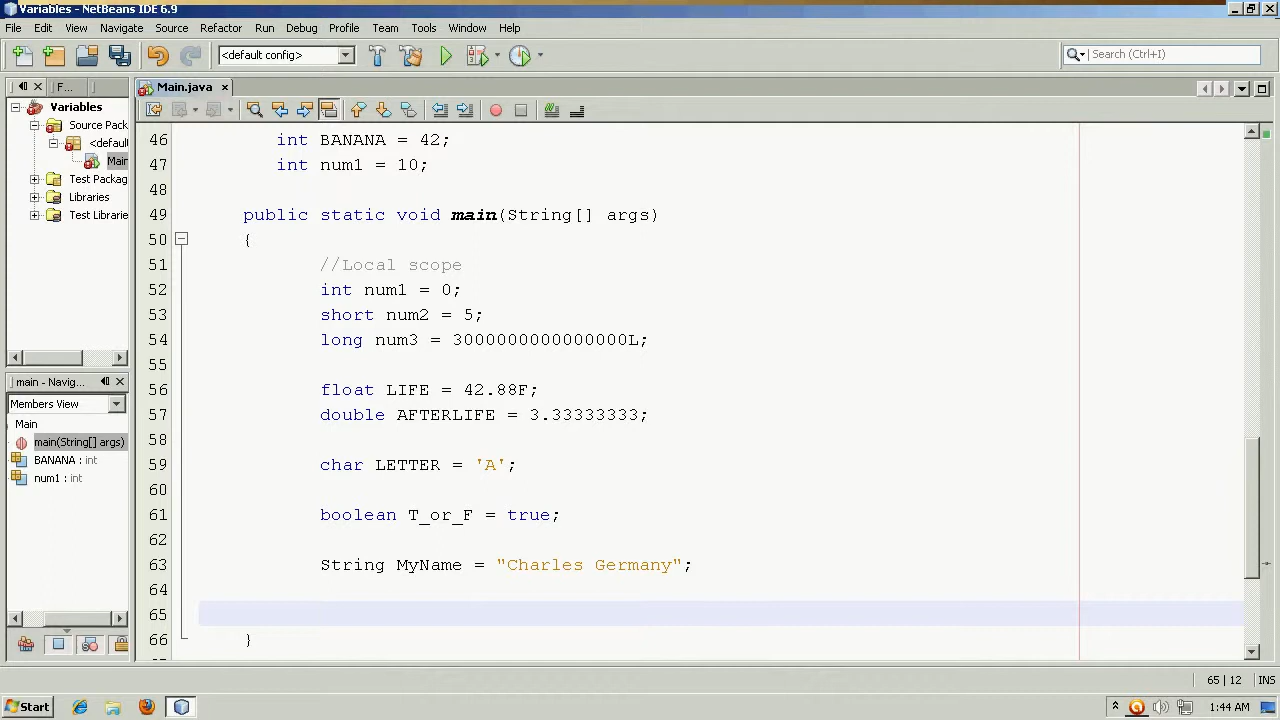 Variables - NetBeans IDE 6.9
File Edit View Navigate Source Refactor Run Debug Profile Team Tools Window Help
<default config>
Search (Ctrl+I)
F...
Main.java
Variables
Source Pack
<defau
Main
Test Packag
Libraries
Test Librarie
main - Navig...
Members View
Main
main(String[] args)
BANANA : int
num1 : int
46 int BANANA = 42;
47 int num1 = 10;
48
49 public static void main(String[] args)
50 {
51 //Local scope
52 int num1 = 0;
53 short num2 = 5;
54 long num3 = 3000000000000000L;
55
56 float LIFE = 42.88F;
57 double AFTERLIFE = 3.33333333;
58
59 char LETTER = 'A';
60
61 boolean T_or_F = true;
62
63 String MyName = "Charles Germany";
64
65
66 }
65 | 12 INS
Start
1:44 AM